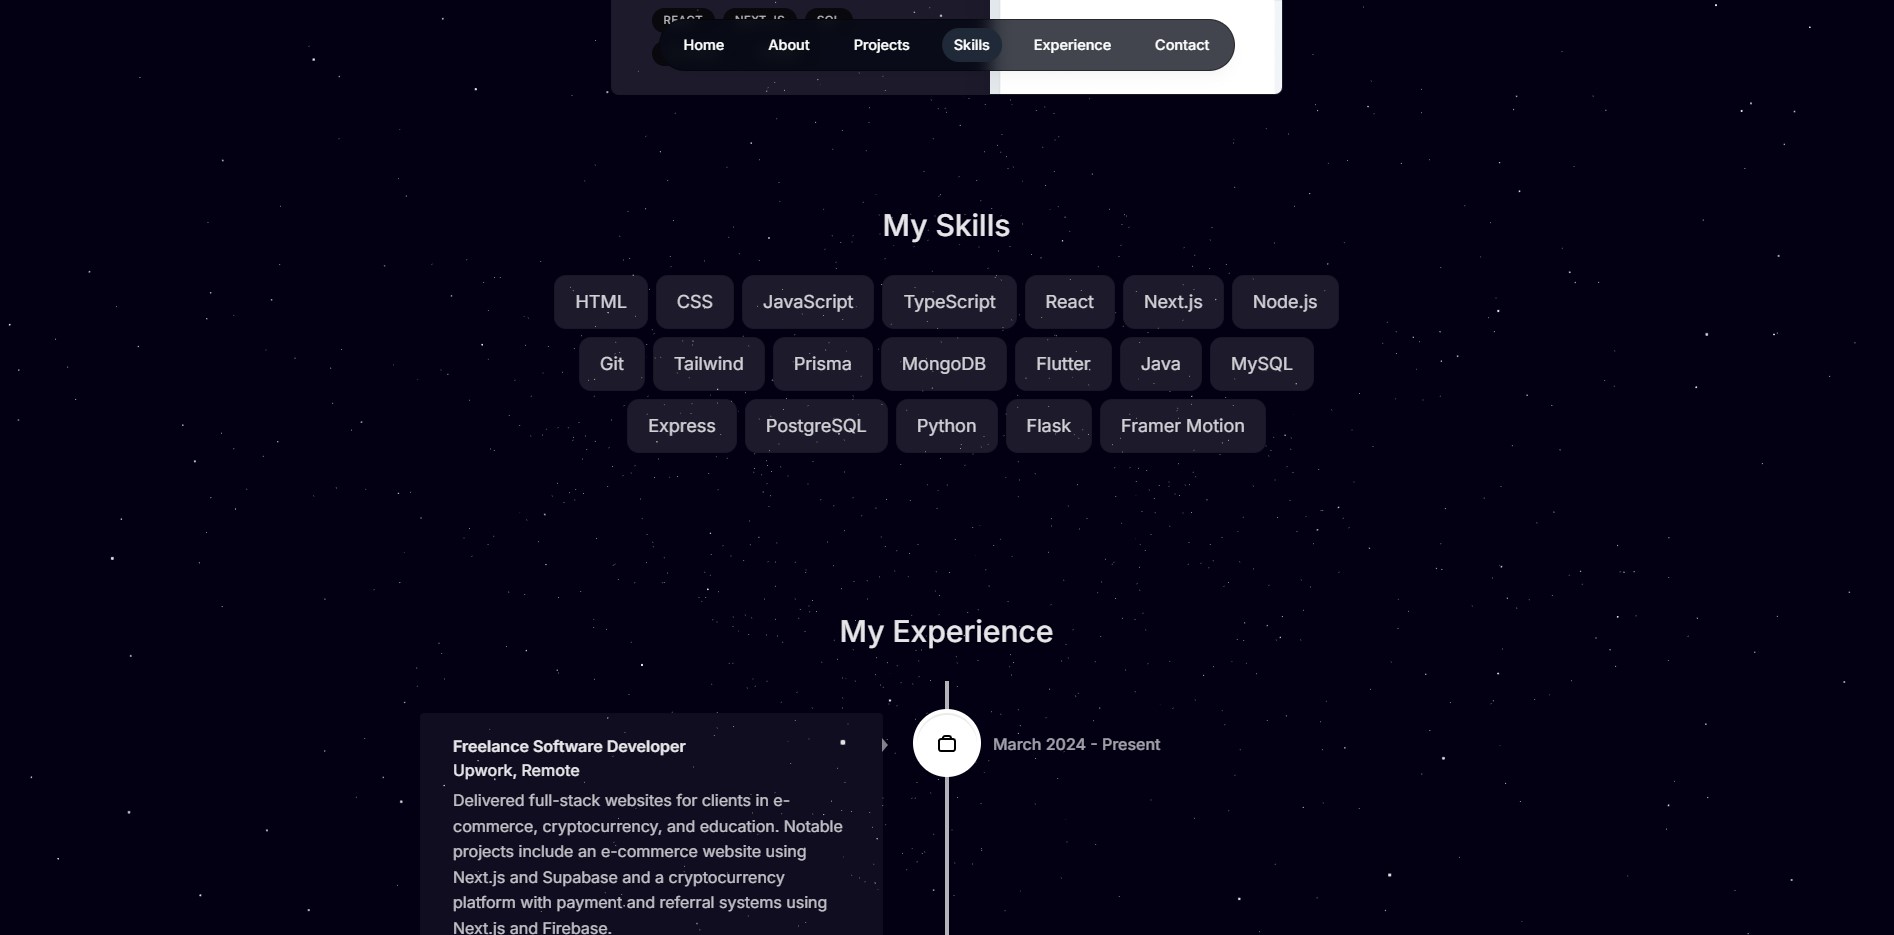 REACT NEXT.JS SQL
Home About Projects Skills Experience Contact
My Skills
HTML CSS JavaScript TypeScript React Next.js Node.js
Git Tailwind Prisma MongoDB Flutter Java MySQL
Express PostgreSQL Python Flask Framer Motion
My Experience
Freelance Software Developer
Upwork, Remote
March 2024 - Present
Delivered full-stack websites for clients in e-
commerce, cryptocurrency, and education. Notable
projects include an e-commerce website using
Next.js and Supabase and a cryptocurrency
platform with payment and referral systems using
Next.js and Firebase.